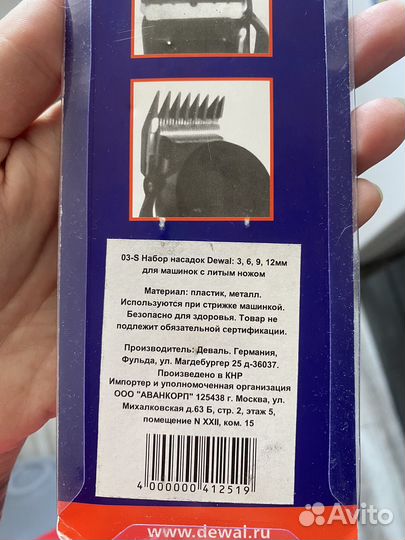 03-S Набор насадок Dewal: 3, 6, 9, 12мм
для машинок с литым ножом
Материал: пластик, металл.
Используются при стрижке машинкой.
Безопасно для здоровья. Товар не
подлежит обязательной сертификации.
Производитель: Деваль. Германия,
Фульда, ул. Магдебургер 25 д-36037.
Произведено в КНР
Импортер и уполномоченная организация
ООО "АВАНКОРП" 125438 г. Москва, ул.
Михалковская д.63 Б, стр. 2, этаж 5,
помещение N XXII, ком. 15
4 000000 412519
www.dewal.ru
Avito